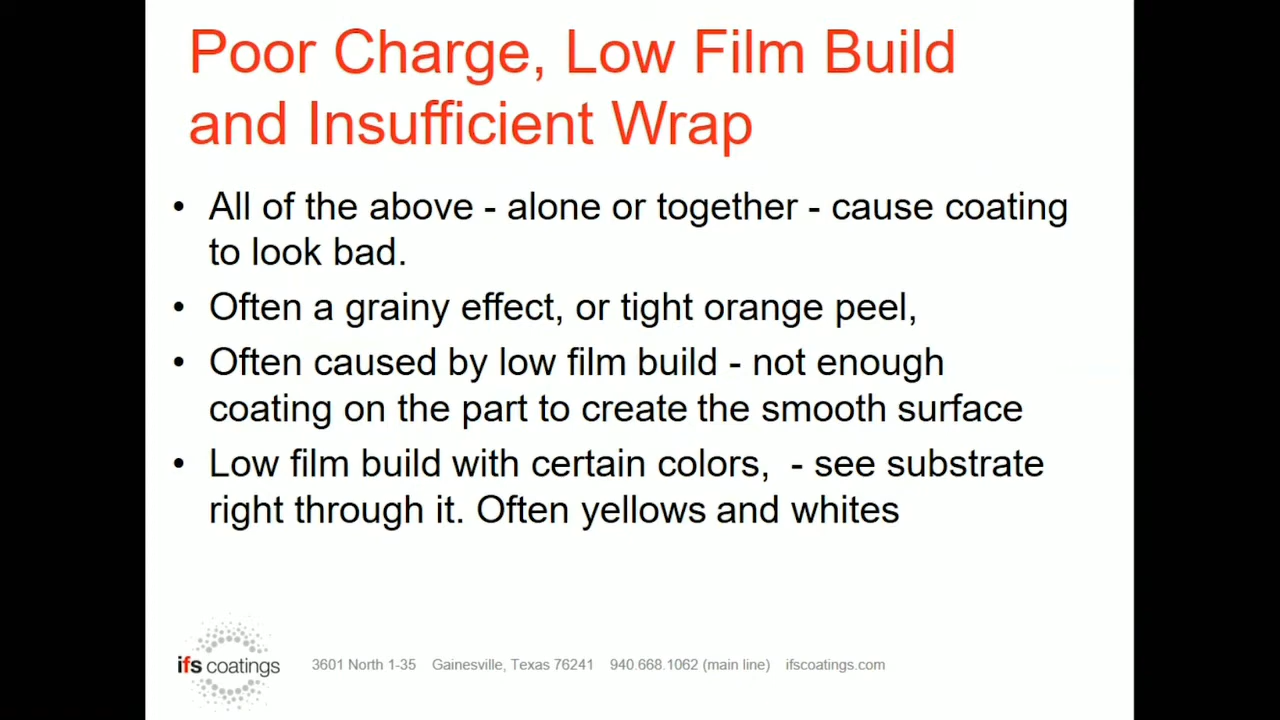 Poor Charge, Low Film Build
and Insufficient Wrap
• All of the above - alone or together - cause coating
to look bad.
• Often a grainy effect, or tight orange peel,
• Often caused by low film build - not enough
coating on the part to create the smooth surface
• Low film build with certain colors,  - see substrate
right through it. Often yellows and whites
ifs coatings
3601 North 1-35 Gainesville, Texas 76241 940.668.1062 (main line) ifscoatings.com